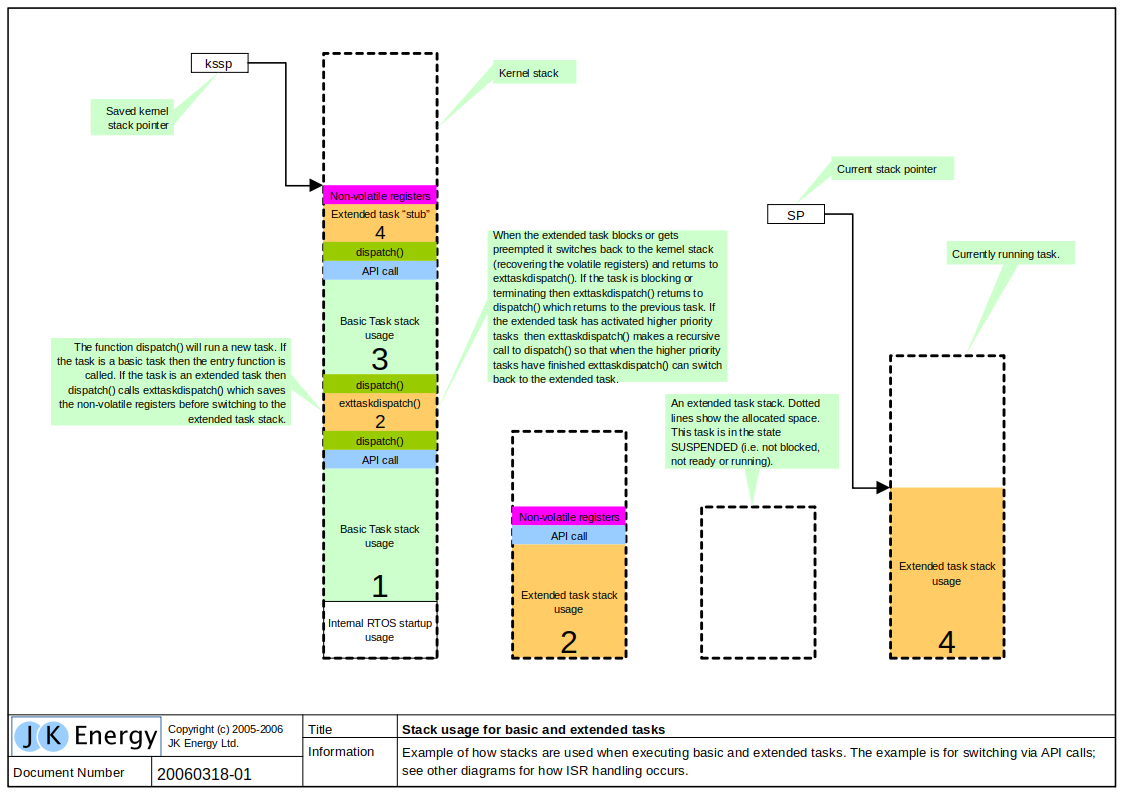 kssp
Kernel stack
Saved kernel
stack pointer
Current stack pointer
SP
Non-volatile registers
Extended task “stub”
4
dispatch()
API call
Basic Task stack
usage
3
dispatch()
exttaskdispatch()
2
dispatch()
API call
Basic Task stack
usage
1
Internal RTOS startup
usage
When the extended task blocks or gets
preempted it switches back to the kernel stack
(recovering the volatile registers) and returns to
exttaskdispatch(). If the task is blocking or
terminating then exttaskdispatch() returns to
dispatch() which returns to the previous task. If
the extended task has activated higher priority
tasks then exttaskdispatch() makes a recursive
call to dispatch() so that when the higher priority
tasks have finished exttaskdispatch() can switch
back to the extended task.
Currently running task.
The function dispatch() will run a new task. If
the task is a basic task then the entry function is
called. If the task is an extended task then
dispatch() calls exttaskdispatch() which saves
the non-volatile registers before switching to the
extended task stack.
An extended task stack. Dotted
lines show the allocated space.
This task is in the state
SUSPENDED (i.e. not blocked,
not ready or running).
Non-volatile registers
API call
Extended task stack
usage
2
Extended task stack
usage
4
JK Energy
Copyright (c) 2005-2006
JK Energy Ltd.
Title
Stack usage for basic and extended tasks
Information
Example of how stacks are used when executing basic and extended tasks. The example is for switching via API calls;
see other diagrams for how ISR handling occurs.
Document Number
20060318-01